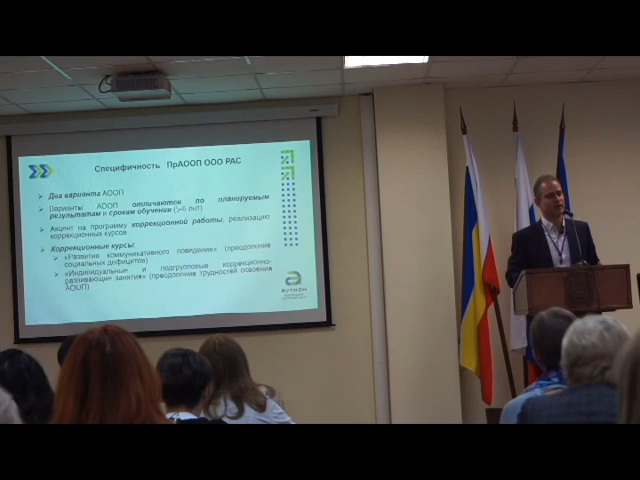 Специфичность ПрАООП ООО РАС
Два варианта АООП
Варианты АООП отличаются по планируемым
результатам и срокам обучения (5-6 лет)
Акцент на программу коррекционной работы, реализацию
коррекционных курсов
Коррекционные курсы:
«Развитие коммуникативного поведения» (преодоление
социальных дефицитов)
«Индивидуальные и подгрупповые коррекционно-
развивающие занятия» (преодоление трудностей освоения
АООП)
аутизм